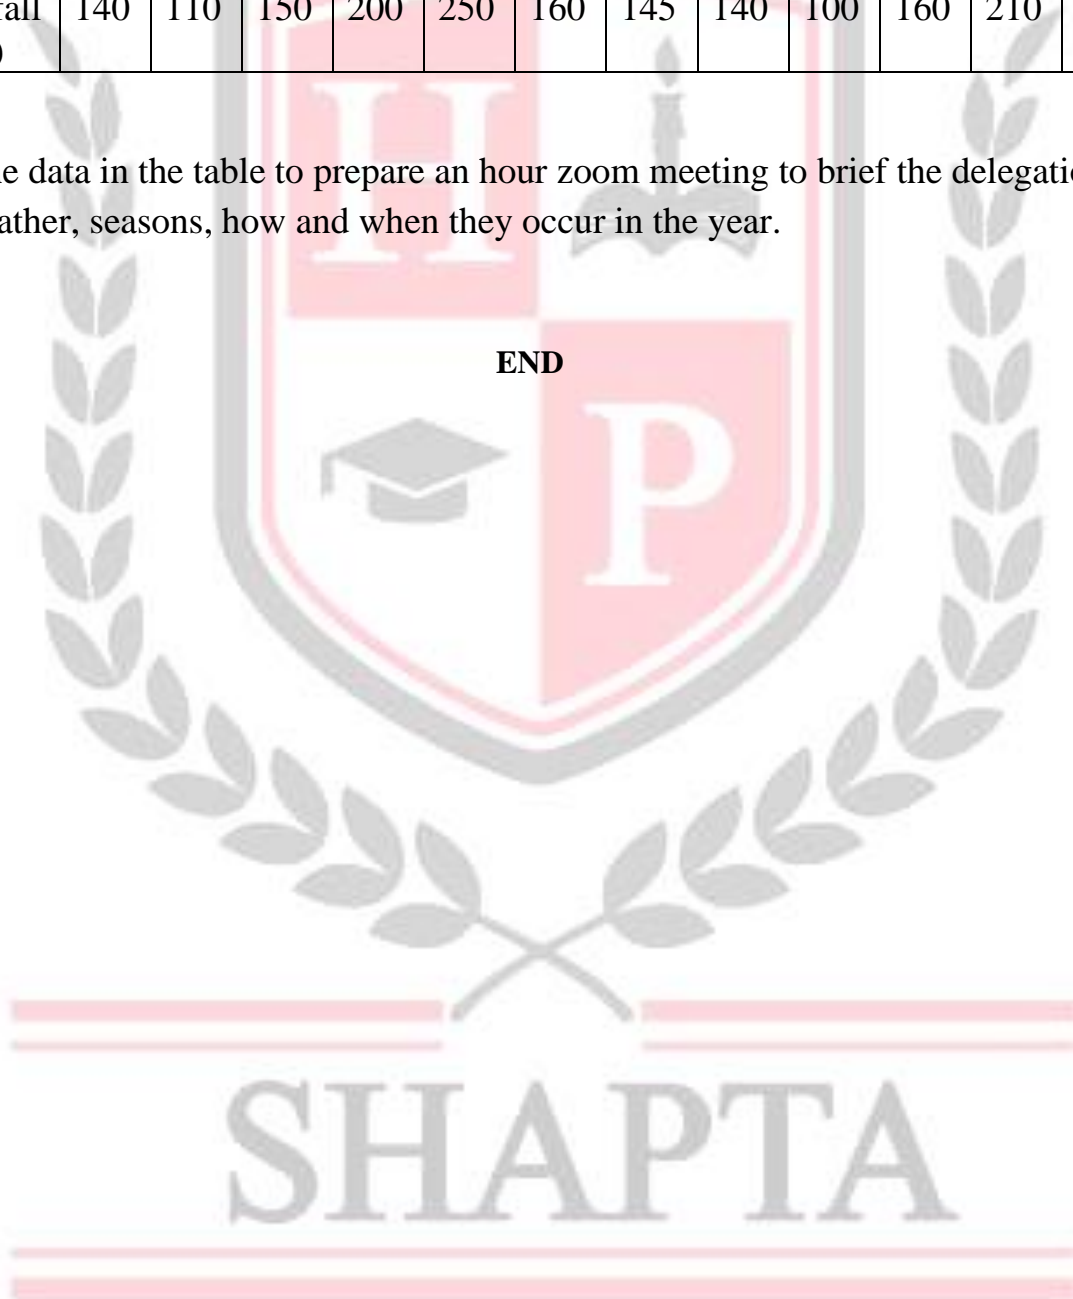 fall 140 110 150 200 250 160 145 140 100 160 210
)
e data in the table to prepare an hour zoom meeting to brief the delegati
ather, seasons, how and when they occur in the year.
H
END
P
SHAPTA